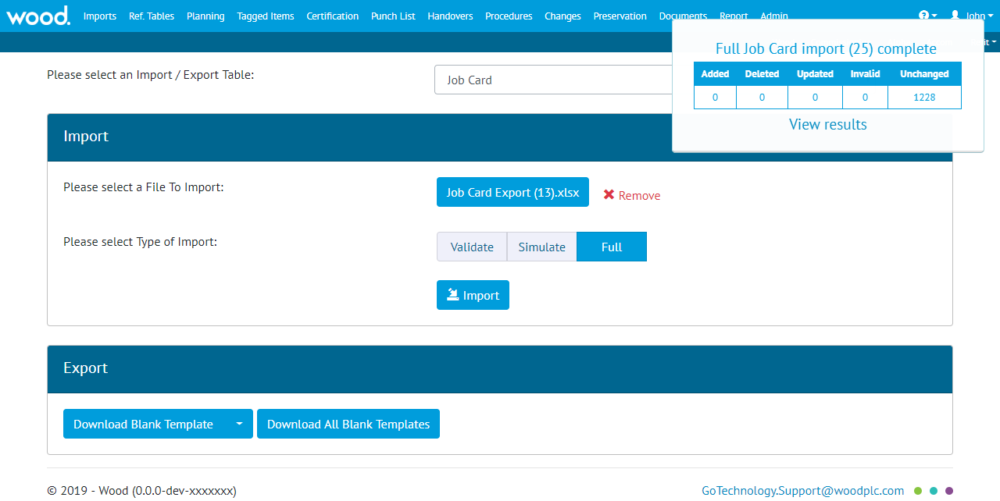 wood. Imports Ref. Tables Planning Tagged Items Certification Punch List Handovers Procedures Changes Preservation Documents Report Admin John
it
Full Job Card import (25) complete
Please select an Import / Export Table: Job Card
Added Deleted Updated Invalid Unchanged
0 0 0 0 1228
View results
Import
Please select a File To Import: Job Card Export (13).xlsx Remove
Please select Type of Import: Validate Simulate Full
Import
Export
Download Blank Template Download All Blank Templates
© 2019 - Wood (0.0.0-dev-xxxxxxx) GoTechnology.Support@woodplc.com